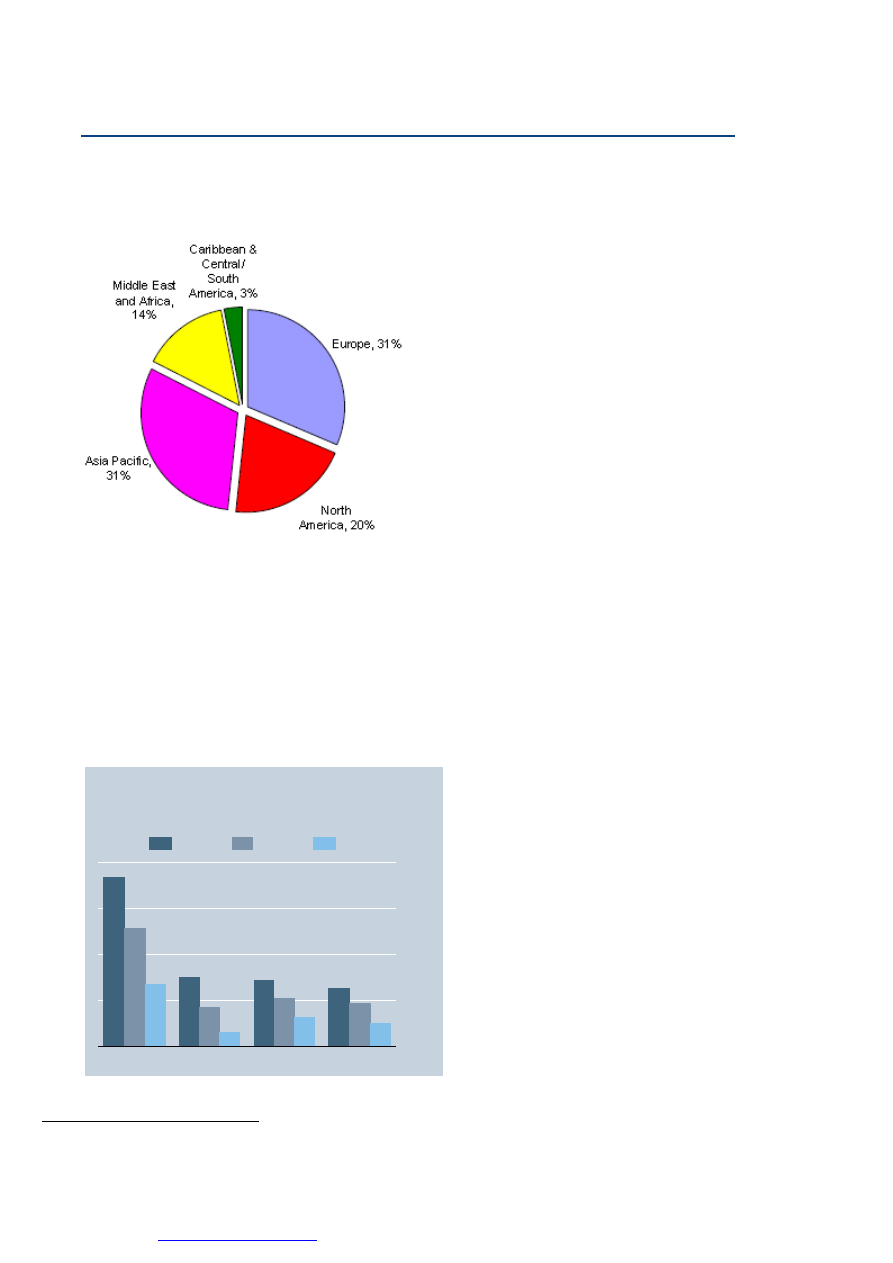 Caribbean &
Central/
South
America, 3%
Middle East
and Africa,
14%
Europe, 31%
Asia Pacific,
31%
North
America, 20%